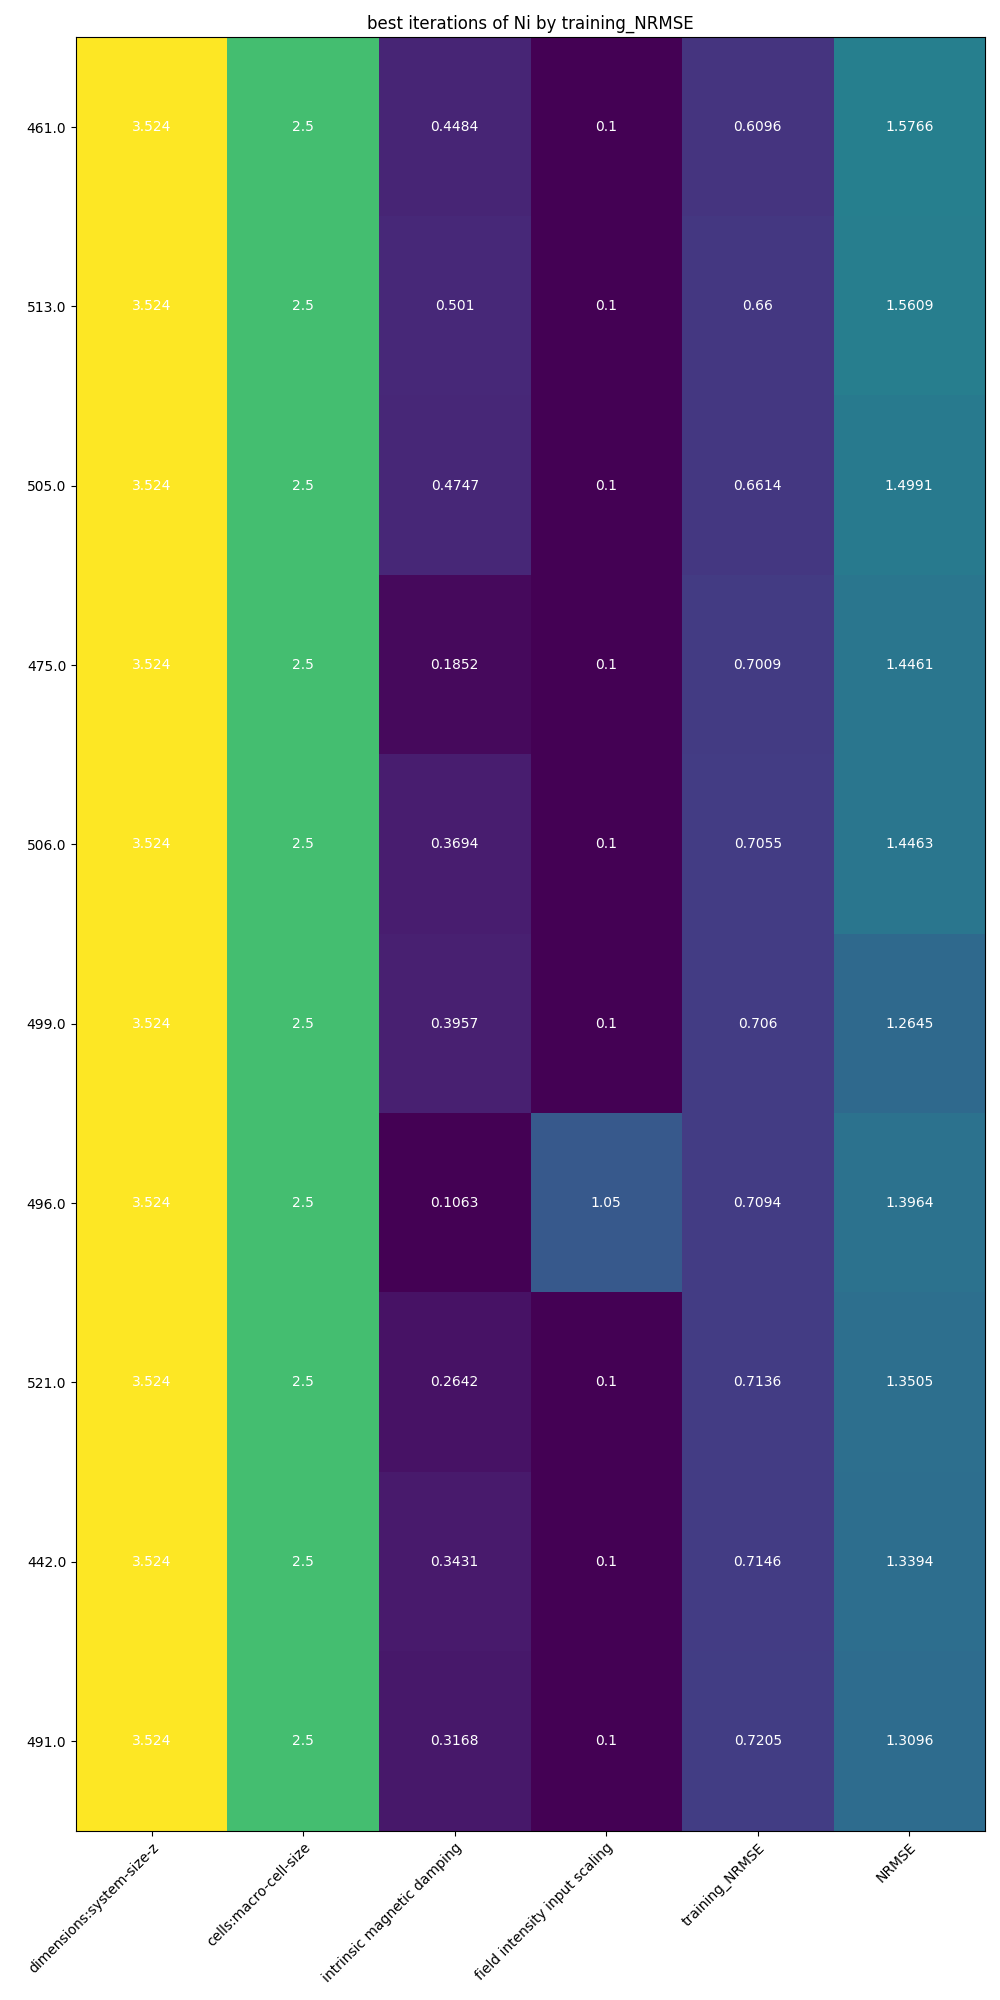 best iterations of Ni by training_NRMSE
461.0 3.524 2.5 0.4484 0.1 0.6096 1.5766
513.0 3.524 2.5 0.501 0.1 0.66 1.5609
505.0 3.524 2.5 0.4747 0.1 0.6614 1.4991
475.0 3.524 2.5 0.1852 0.1 0.7009 1.4461
506.0 3.524 2.5 0.3694 0.1 0.7055 1.4463
499.0 3.524 2.5 0.3957 0.1 0.706 1.2645
496.0 3.524 2.5 0.1063 1.05 0.7094 1.3964
521.0 3.524 2.5 0.2642 0.1 0.7136 1.3505
442.0 3.524 2.5 0.3431 0.1 0.7146 1.3394
491.0 3.524 2.5 0.3168 0.1 0.7205 1.3096
dimensions:system-size-z
cells:macro-cell-size
intrinsic magnetic damping
field intensity input scaling
training_NRMSE
NRMSE